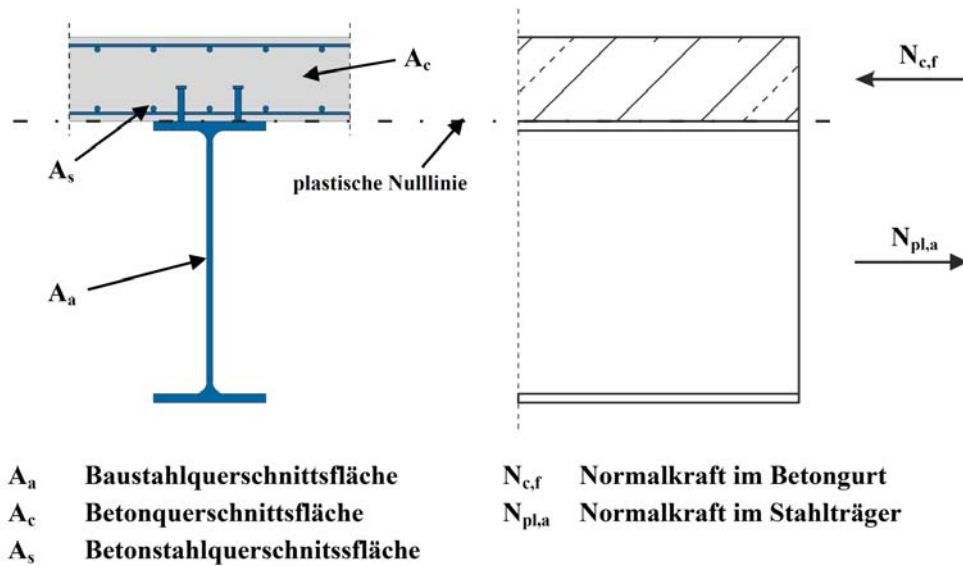 A_c
A_s
A_a
plastische Nulllinie
N_c,f
N_pl,a
A_a Baustahlquerschnittsfläche
A_c Betonquerschnittsfläche
A_s Betonstahlquerschnitssfläche
N_c,f Normalkraft im Betongurt
N_pl,a Normalkraft im Stahlträger